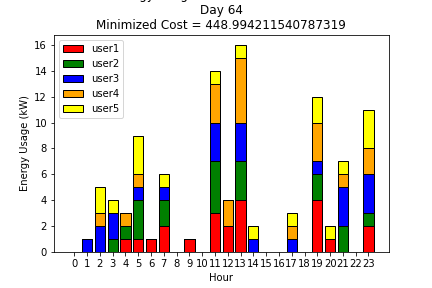 Day 64
Minimized Cost = 448.994211540787319
Energy Usage (kW)
16
14
12
10
8
6
4
2
0
user1
user2
user3
user4
user5
0 1 2 3 4 5 6 7 8 9 10 11 12 13 14 15 16 17 18 19 20 21 22 23
Hour